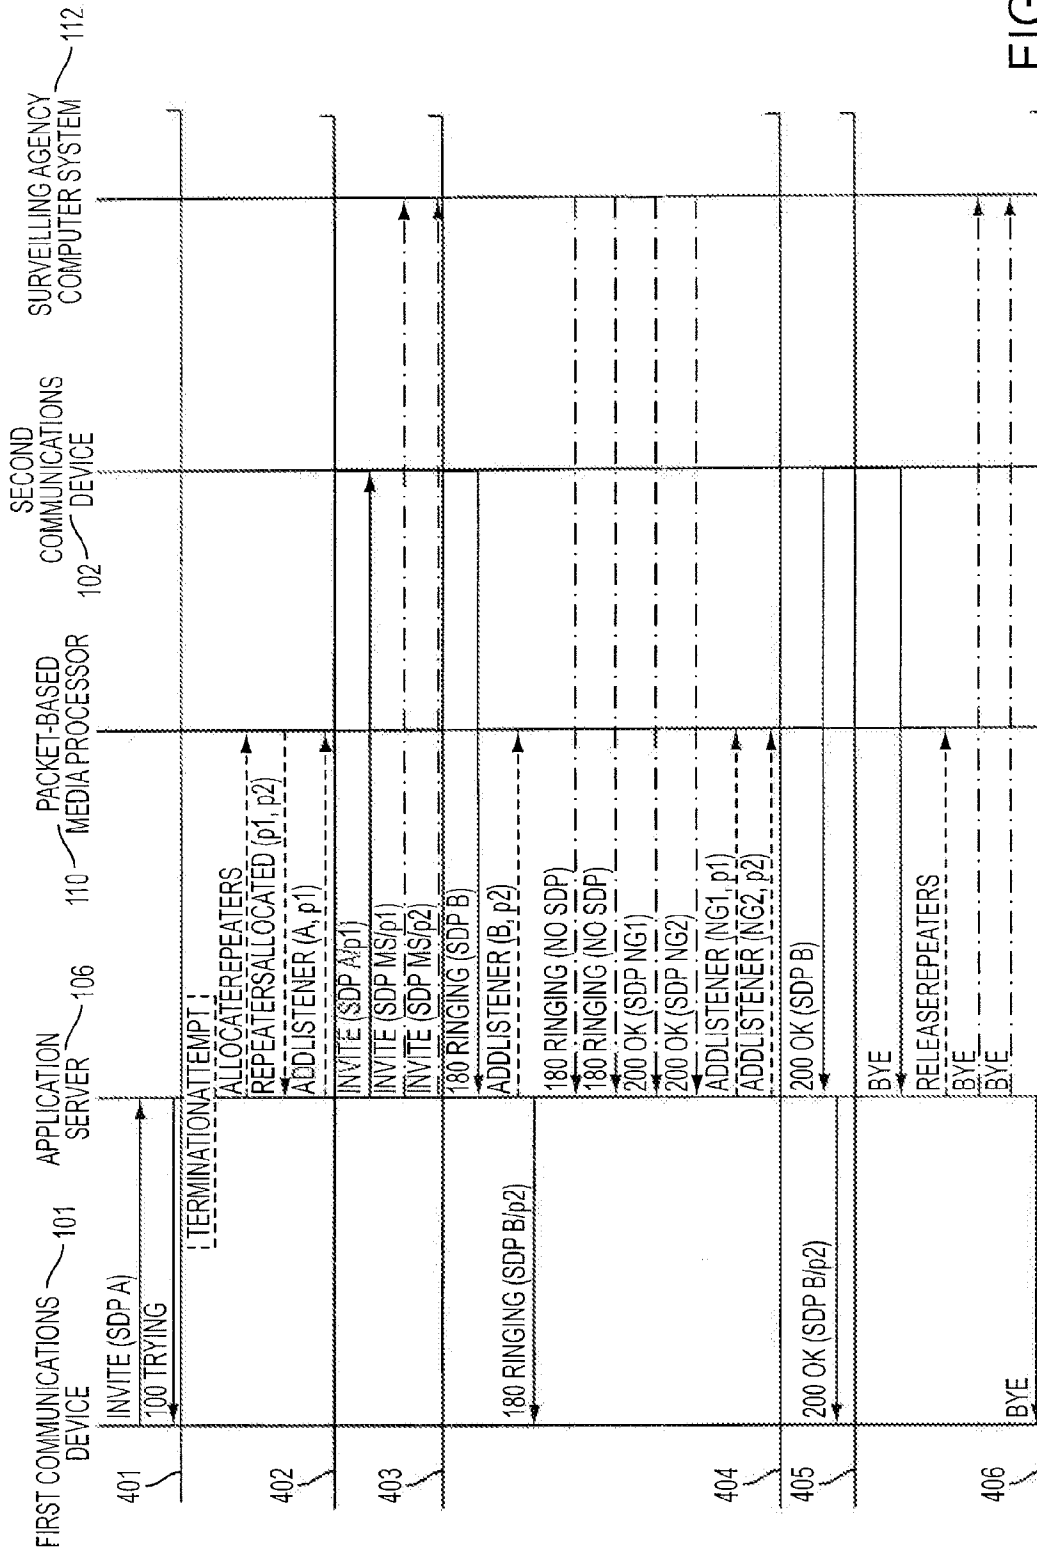 FIRST COMMUNICATIONS
DEVICE
101
APPLICATION
SERVER
106
PACKET-BASED
MEDIA PROCESSOR
110
SECOND
COMMUNICATIONS
DEVICE
102
SURVEILLING AGENCY
COMPUTER SYSTEM
112
INVITE (SDP A)
100 TRYING
401
TERMINATIONATTEMPT
ALLOCATEREPEATERS
REPEATERSALLOCATED (p1, p2)
ADDLISTENER (A, p1)
402
INVITE (SDP A/p1)
INVITE (SDP MS/p1)
INVITE (SDP MS/p2)
403
180 RINGING (SDP B)
ADDLISTENER (B, p2)
180 RINGING (SDP B/p2)
180 RINGING (NO SDP)
180 RINGING (NO SDP)
200 OK (SDP NG1)
200 OK (SDP NG2)
ADDLISTENER (NG1, p1)
ADDLISTENER (NG2, p2)
404
200 OK (SDP B)
200 OK (SDP B/p2)
405
BYE
RELEASEREPEATERS
BYE
BYE
BYE
406